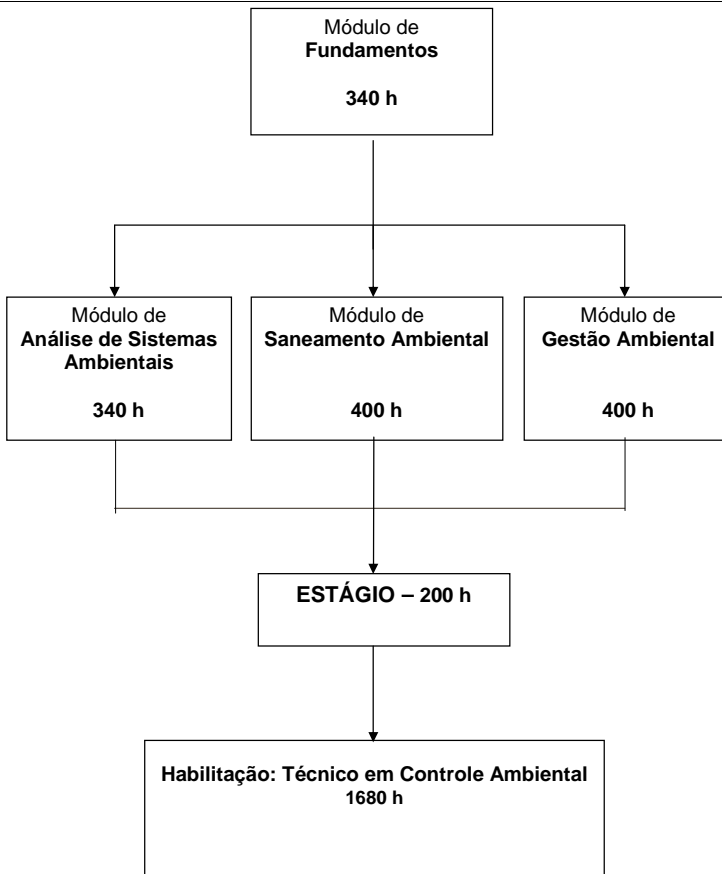 Módulo de
Fundamentos
340 h
Módulo de
Análise de Sistemas
Ambientais
340 h
Módulo de
Saneamento Ambiental
400 h
Módulo de
Gestão Ambiental
400 h
ESTÁGIO – 200 h
Habilitação: Técnico em Controle Ambiental
1680 h